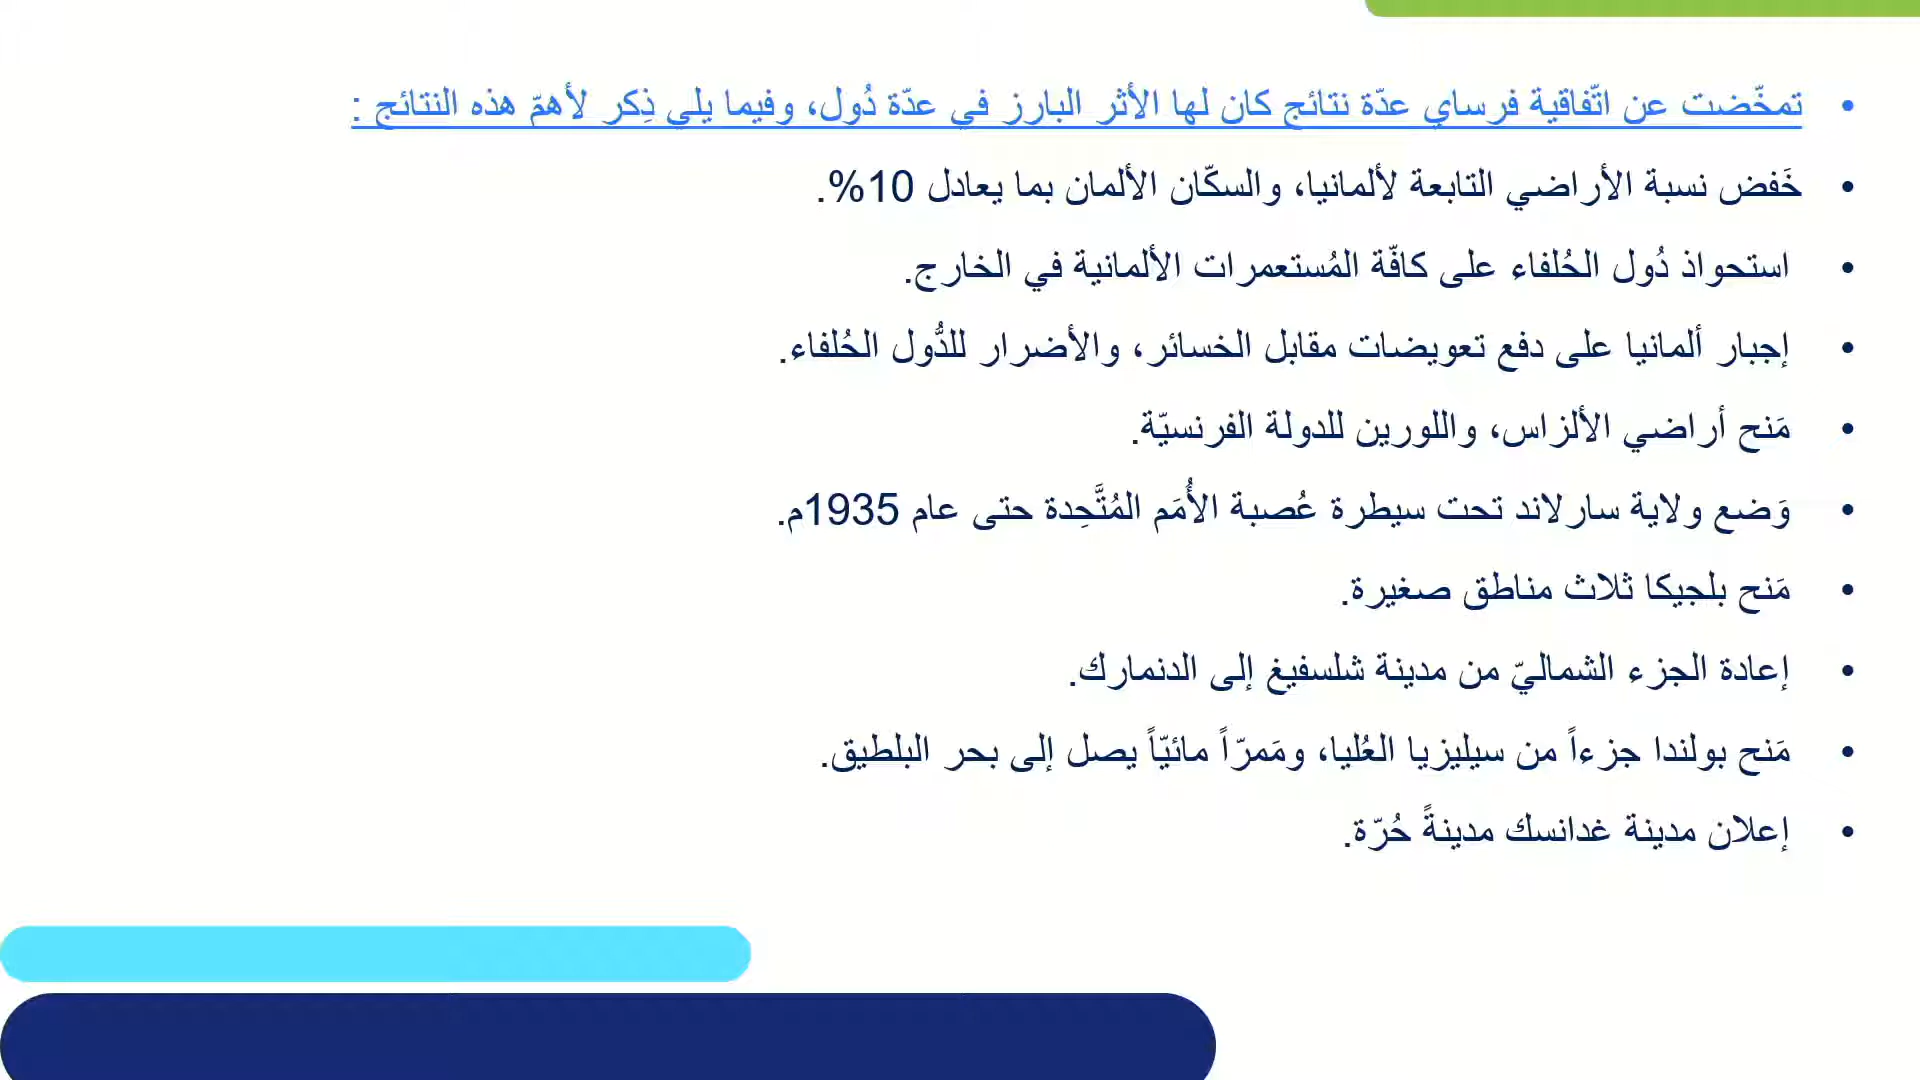 • تمخّضت عن اتّفاقية فرساي عدّة نتائج كان لها الأثر البارز في عدّة دُول، وفيما يلي ذِكر لأهمّ هذه النتائج :
• خَفض نسبة الأراضي التابعة لألمانيا، والسكّان الألمان بما يعادل 10%.
• استحواذ دُول الحُلفاء على كافّة المُستعمرات الألمانية في الخارج.
• إجبار ألمانيا على دفع تعويضات مقابل الخسائر، والأضرار للدُّول الحُلفاء.
• مَنح أراضي الألزاس، واللورين للدولة الفرنسيّة.
• وَضع ولاية سارلاند تحت سيطرة عُصبة الأُمَم المُتَّحِدة حتى عام 1935م.
• مَنح بلجيكا ثلاث مناطق صغيرة.
• إعادة الجزء الشماليّ من مدينة شلسفيغ إلى الدنمارك.
• مَنح بولندا جزءاً من سيليزيا العُليا، ومَمرّاً مائيّاً يصل إلى بحر البلطيق.
• إعلان مدينة غدانسك مدينةً حُرّة.